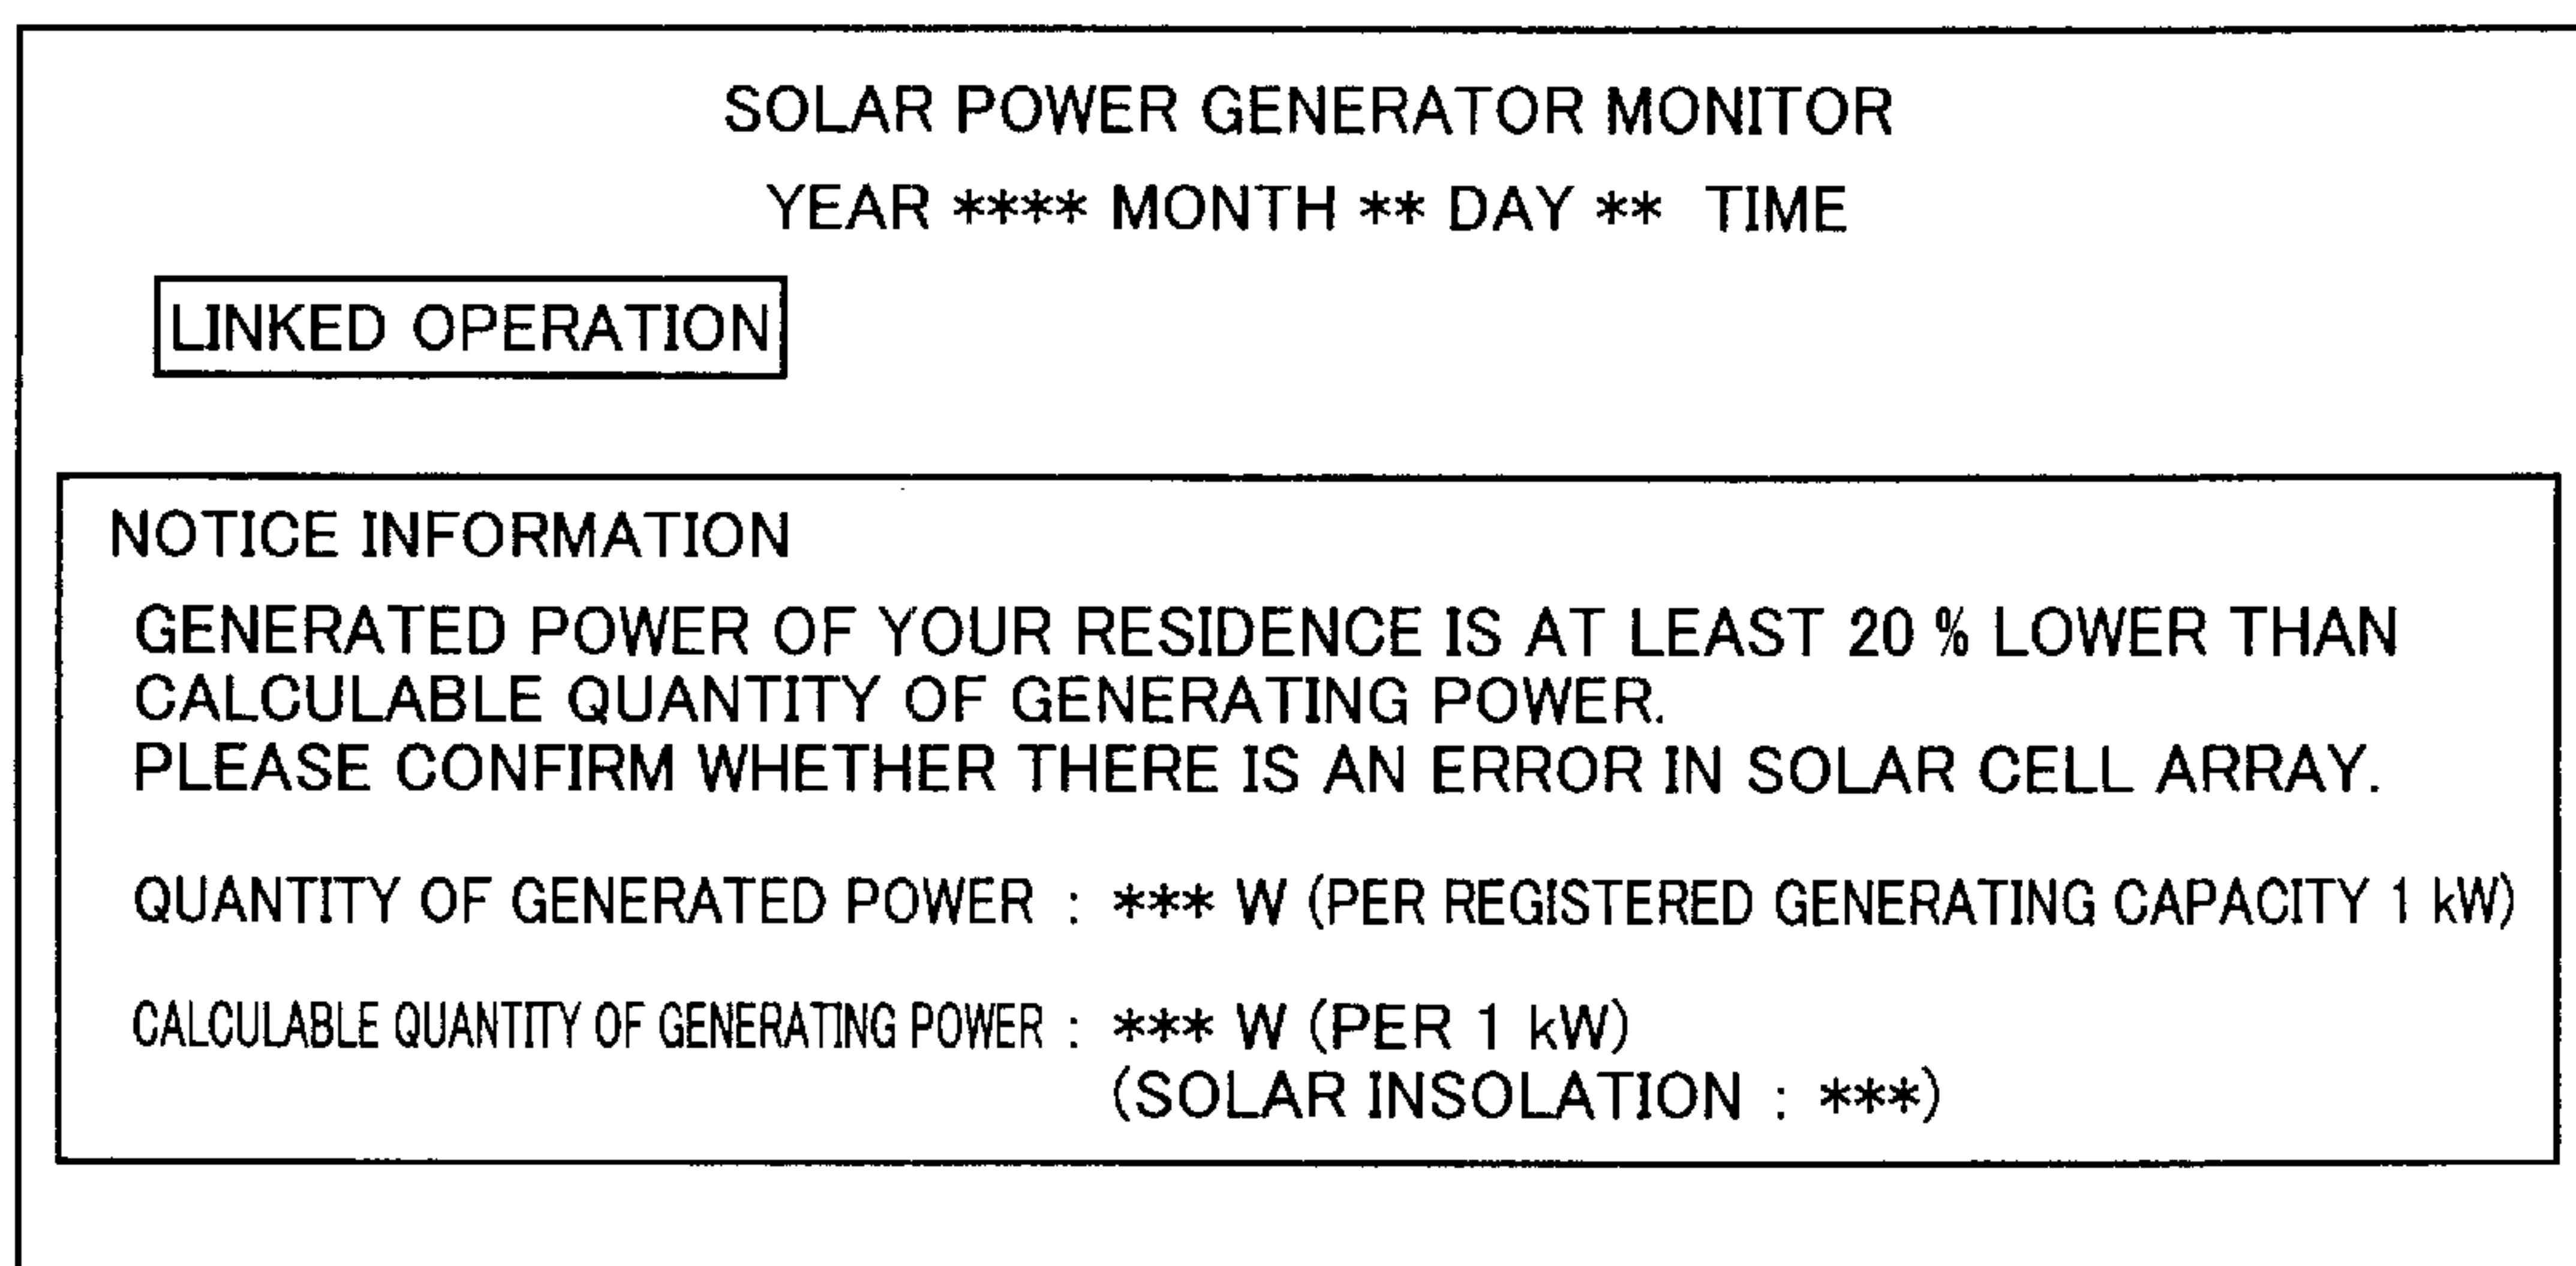 SOLAR POWER GENERATOR MONITOR
YEAR **** MONTH ** DAY ** TIME
LINKED OPERATION
NOTICE INFORMATION
GENERATED POWER OF YOUR RESIDENCE IS AT LEAST 20 % LOWER THAN
CALCULABLE QUANTITY OF GENERATING POWER.
PLEASE CONFIRM WHETHER THERE IS AN ERROR IN SOLAR CELL ARRAY.
QUANTITY OF GENERATED POWER : *** W (PER REGISTERED GENERATING CAPACITY 1 kW)
CALCULABLE QUANTITY OF GENERATING POWER : *** W (PER 1 kW)
(SOLAR INSOLATION : ***)